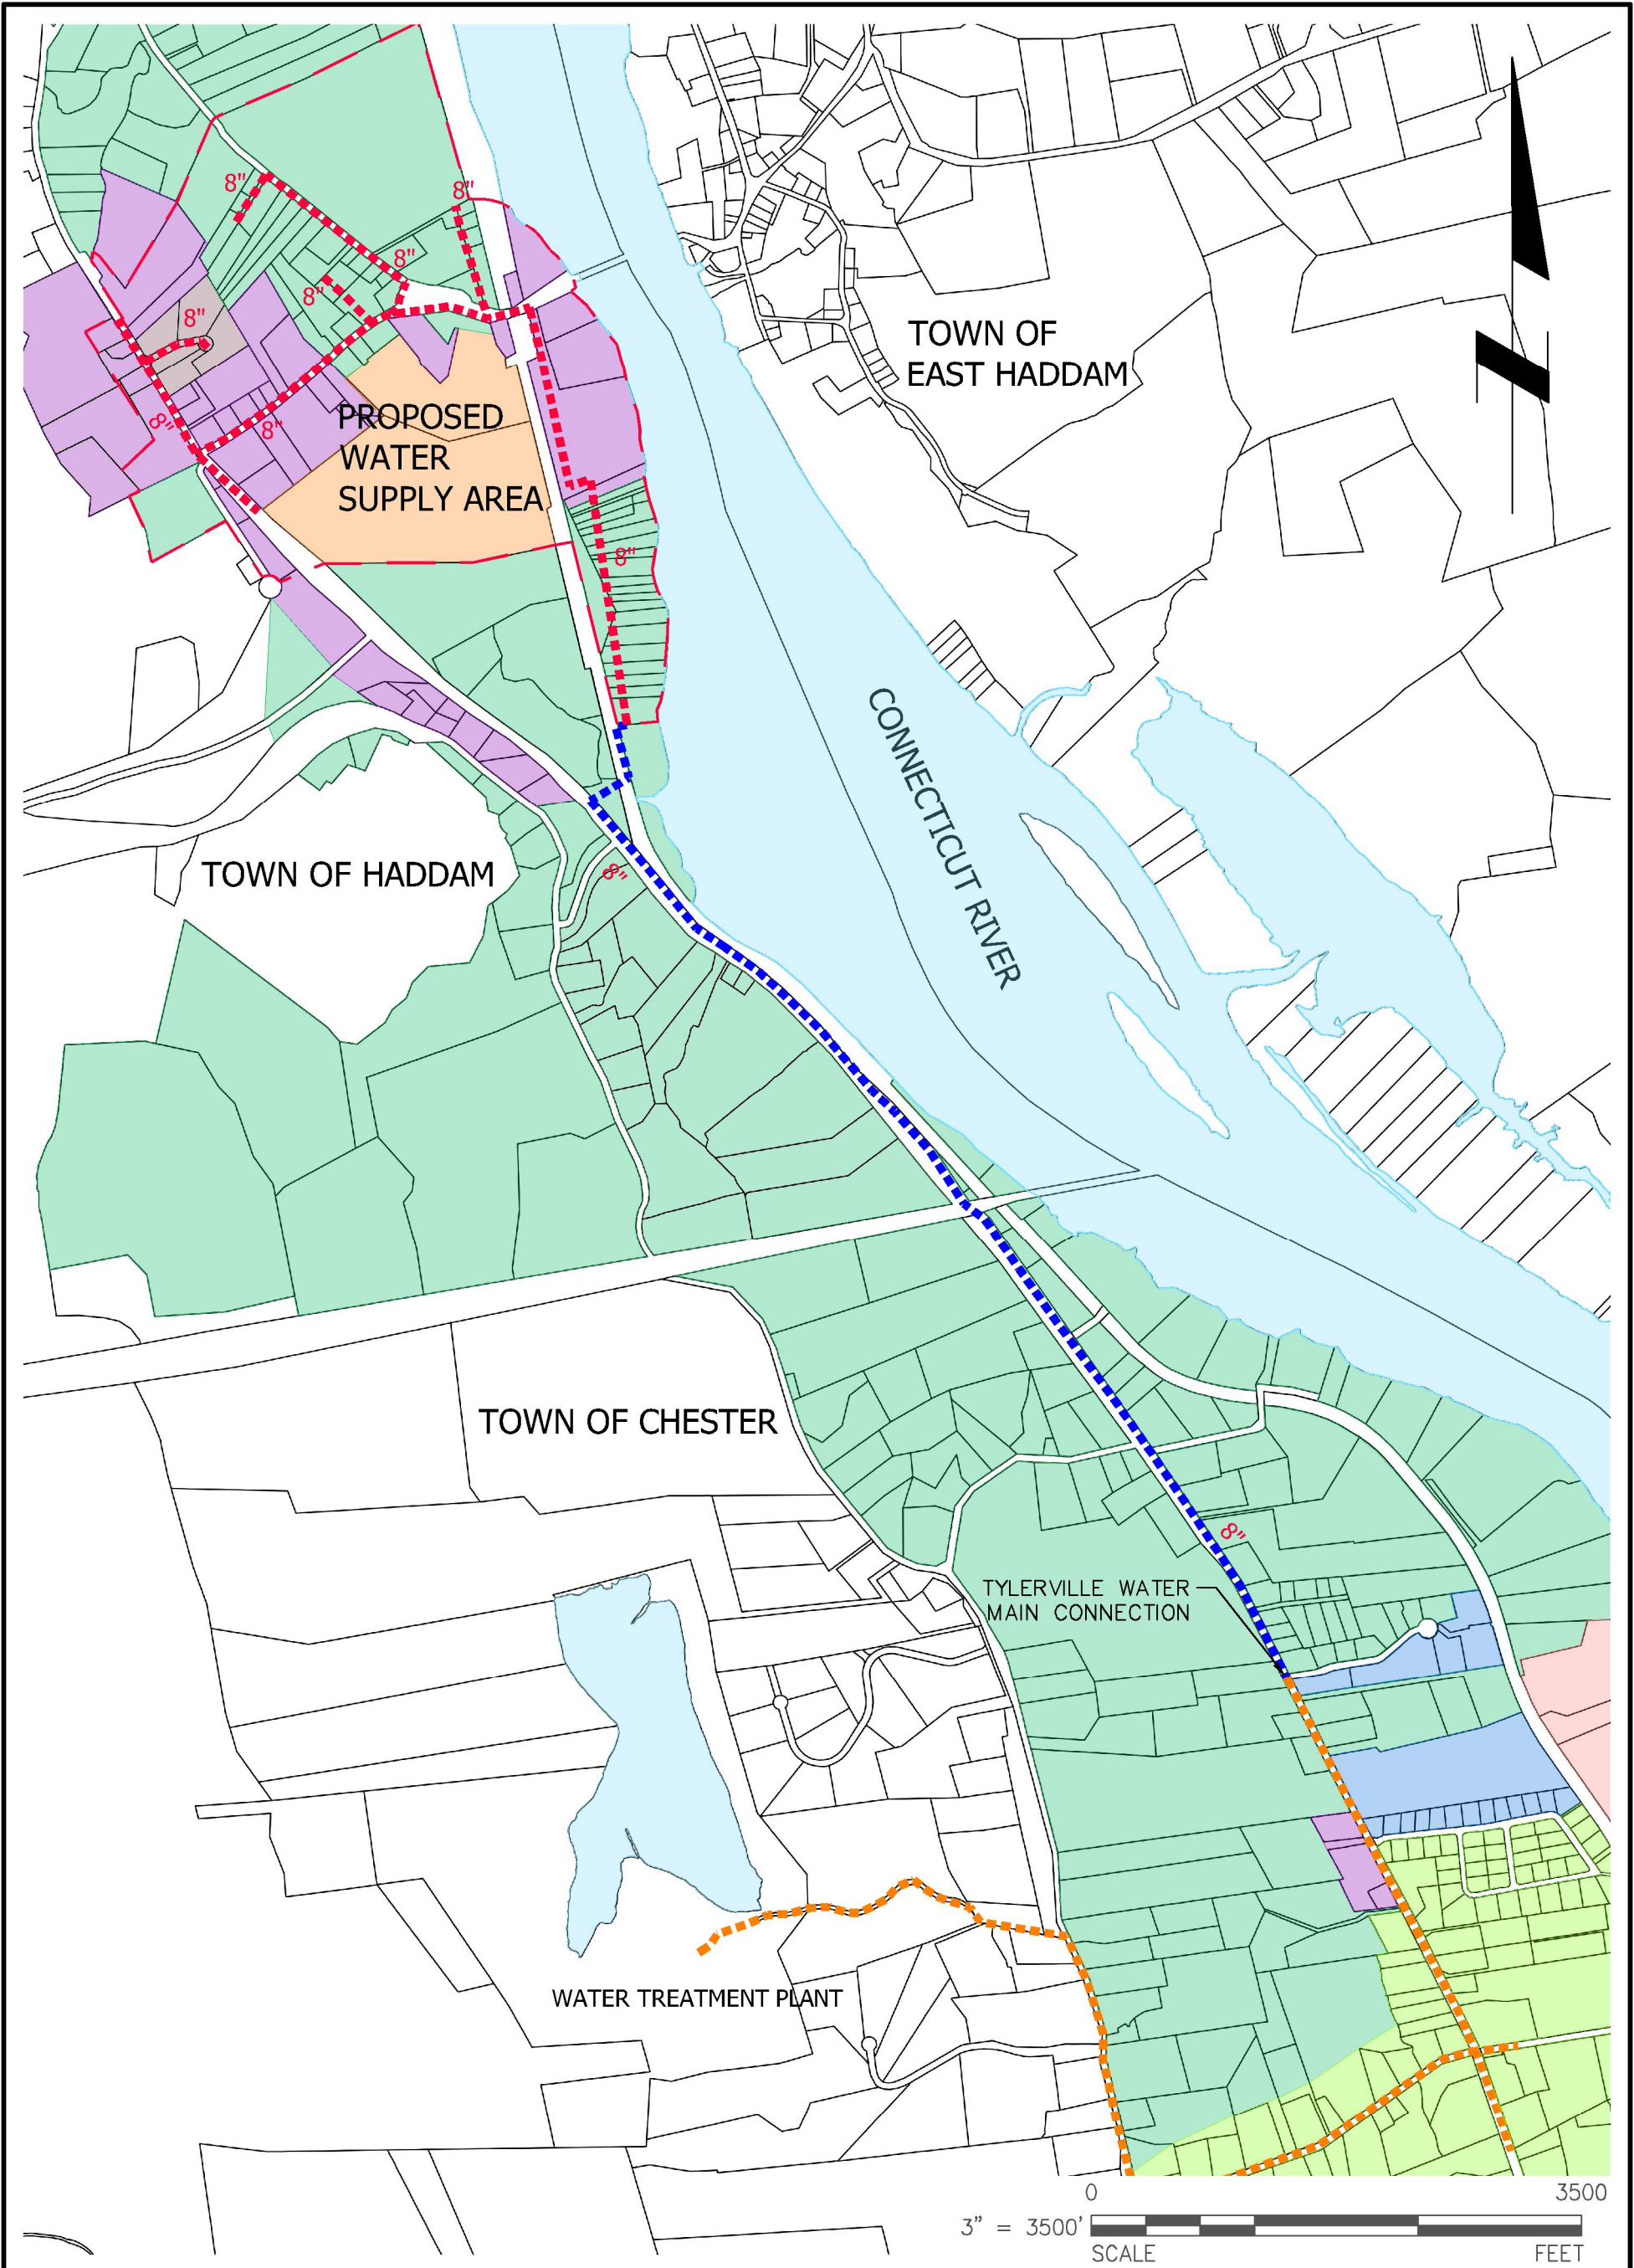 8"
8"
8"
8"
8"
TOWN OF
EAST HADDAM
8"
8"
PROPOSED
WATER
SUPPLY AREA
8"
8"
CONNECTICUT RIVER
TOWN OF HADDAM
8"
TOWN OF CHESTER
8"
TYLERVILLE WATER
MAIN CONNECTION
WATER TREATMENT PLANT
0 3500
3" = 3500'
SCALE FEET